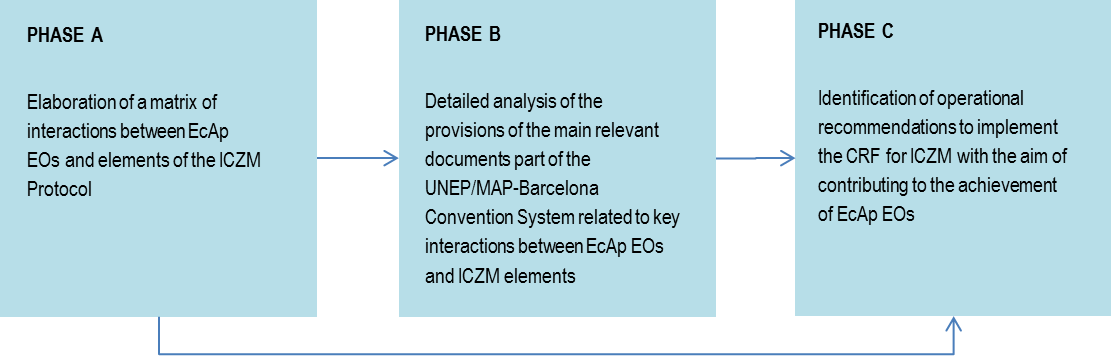 PHASE A
Elaboration of a matrix of
interactions between EcAp
EOs and elements of the ICZM
Protocol
PHASE B
Detailed analysis of the
provisions of the main relevant
documents part of the
UNEP/MAP-Barcelona
Convention System related to key
interactions between EcAp EOs
and ICZM elements
PHASE C
Identification of operational
recommendations to implement
the CRF for ICZM with the aim of
contributing to the achievement
of EcAp EOs